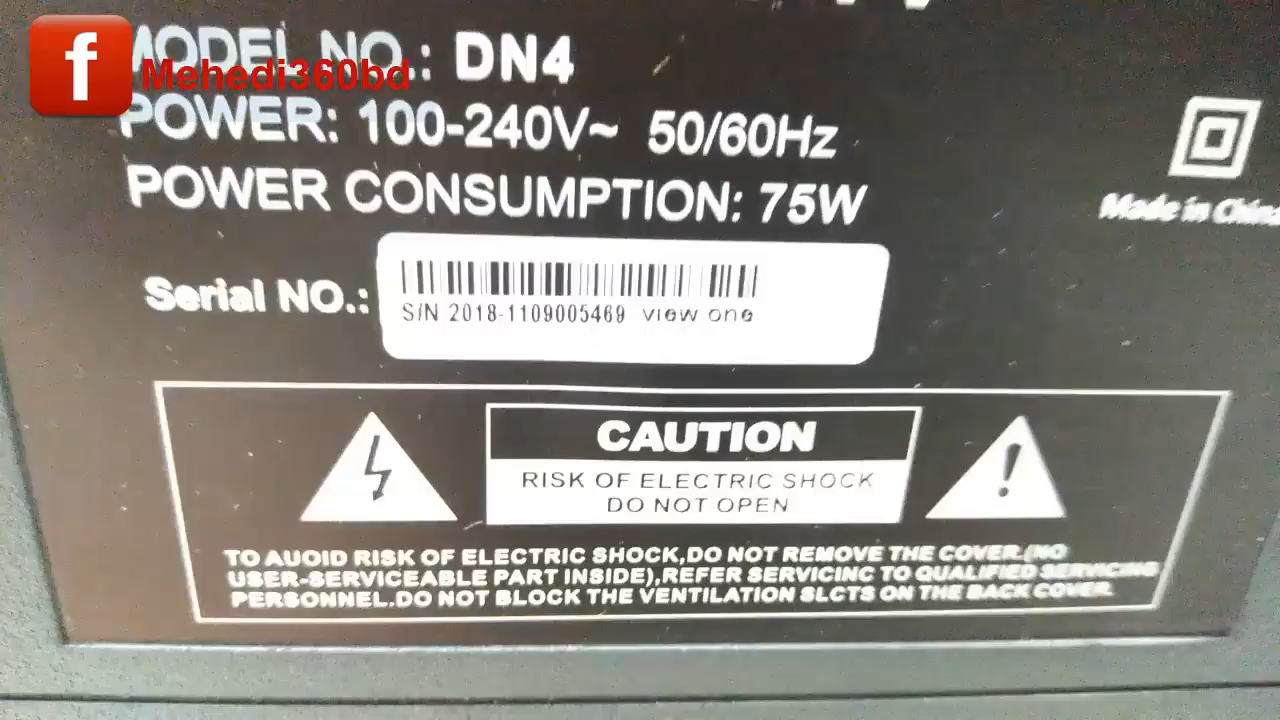 f
Mehedi360bd
MODEL NO.: DN4
POWER: 100-240V~ 50/60Hz
POWER CONSUMPTION: 75W
Made in China
Serial NO.:
S/N 2018-1109005469 view one
CAUTION
RISK OF ELECTRIC SHOCK
DO NOT OPEN
TO AUOID RISK OF ELECTRIC SHOCK,DO NOT REMOVE THE COVER.(NO
USER-SERVICEABLE PART INSIDE),REFER SERVICINC TO QUALIFIED SERVICING
PERSONNEL.DO NOT BLOCK THE VENTILATION SLCTS ON THE BACK COVER.